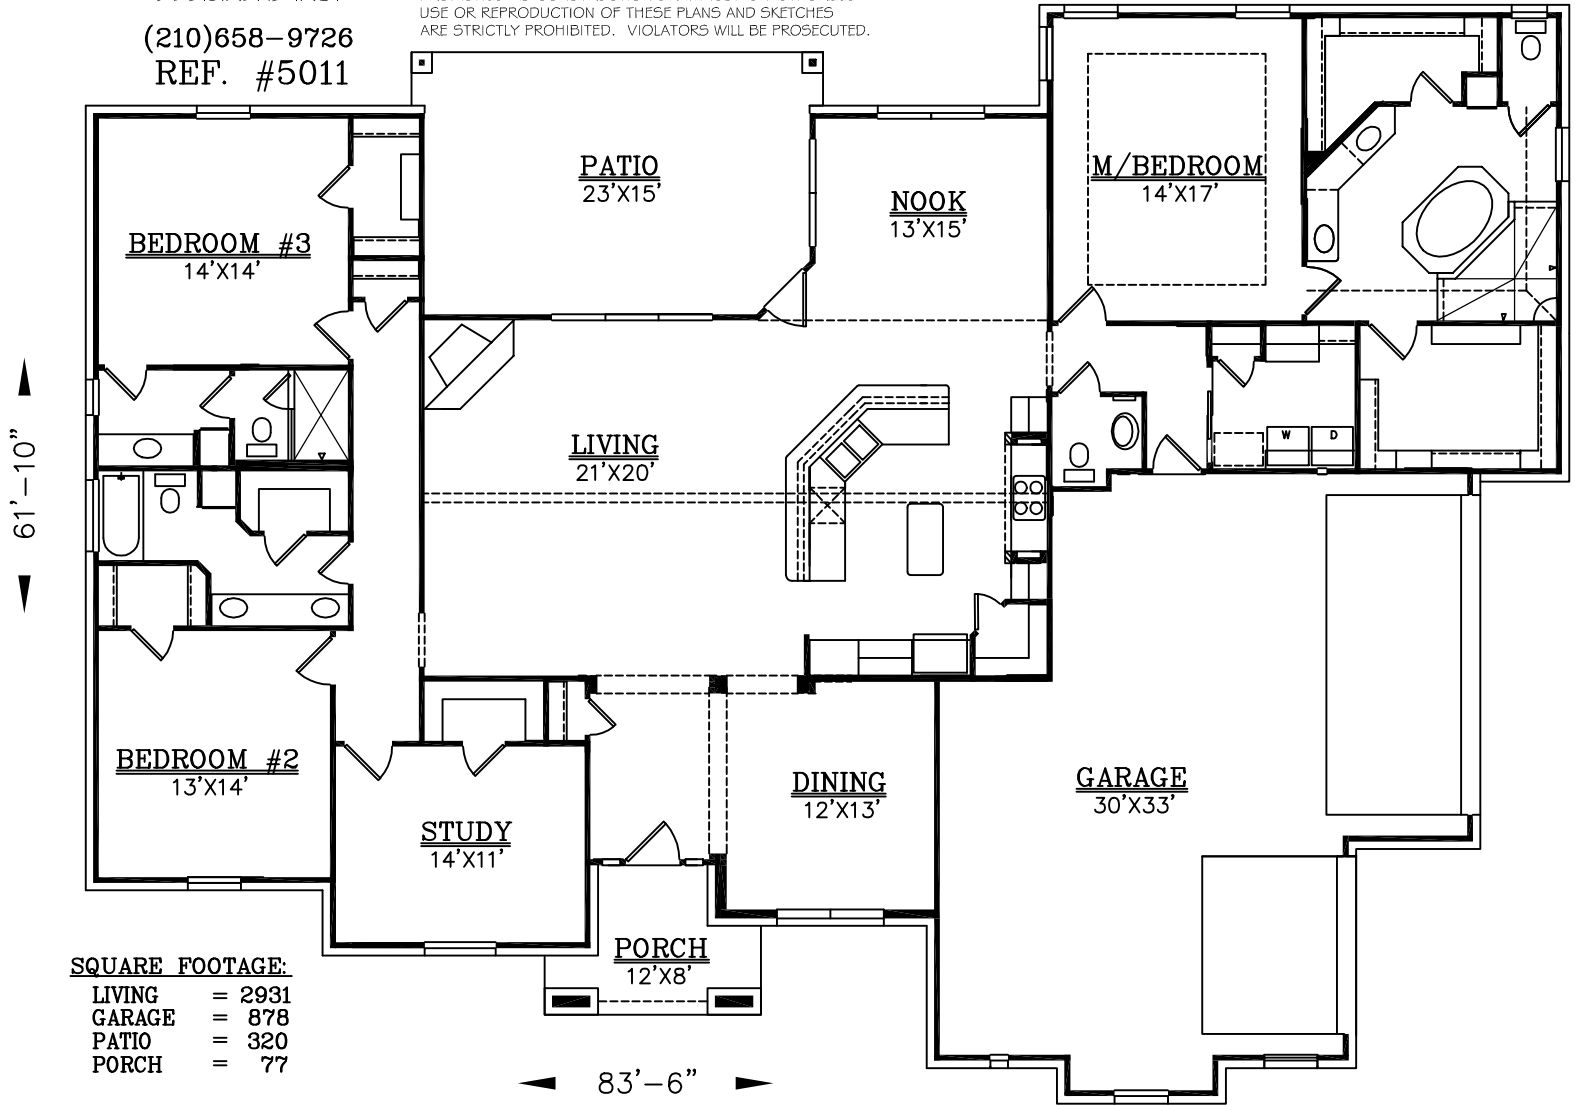 (210)658-9726
REF. #5011
USE OR REPRODUCTION OF THESE PLANS AND SKETCHES
ARE STRICTLY PROHIBITED. VIOLATORS WILL BE PROSECUTED.
PATIO
23'X15'
NOOK
13'X15'
M/BEDROOM
14'X17'
BEDROOM #3
14'X14'
LIVING
21'X20'
W
D
61'-10"
BEDROOM #2
13'X14'
STUDY
14'X11'
DINING
12'X13'
GARAGE
30'X33'
PORCH
12'X8'
SQUARE FOOTAGE:
LIVING = 2931
GARAGE = 878
PATIO = 320
PORCH = 77
83'-6"